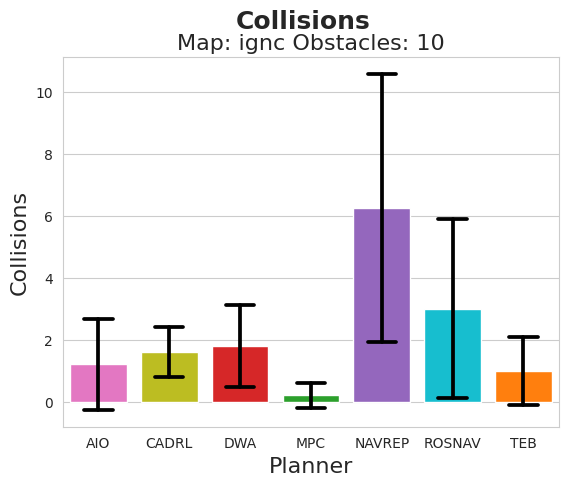 Collisions
Map: ignc Obstacles: 10
Collisions
10
8
6
4
2
0
AIO CADRL DWA MPC NAVREP ROSNAV TEB
Planner